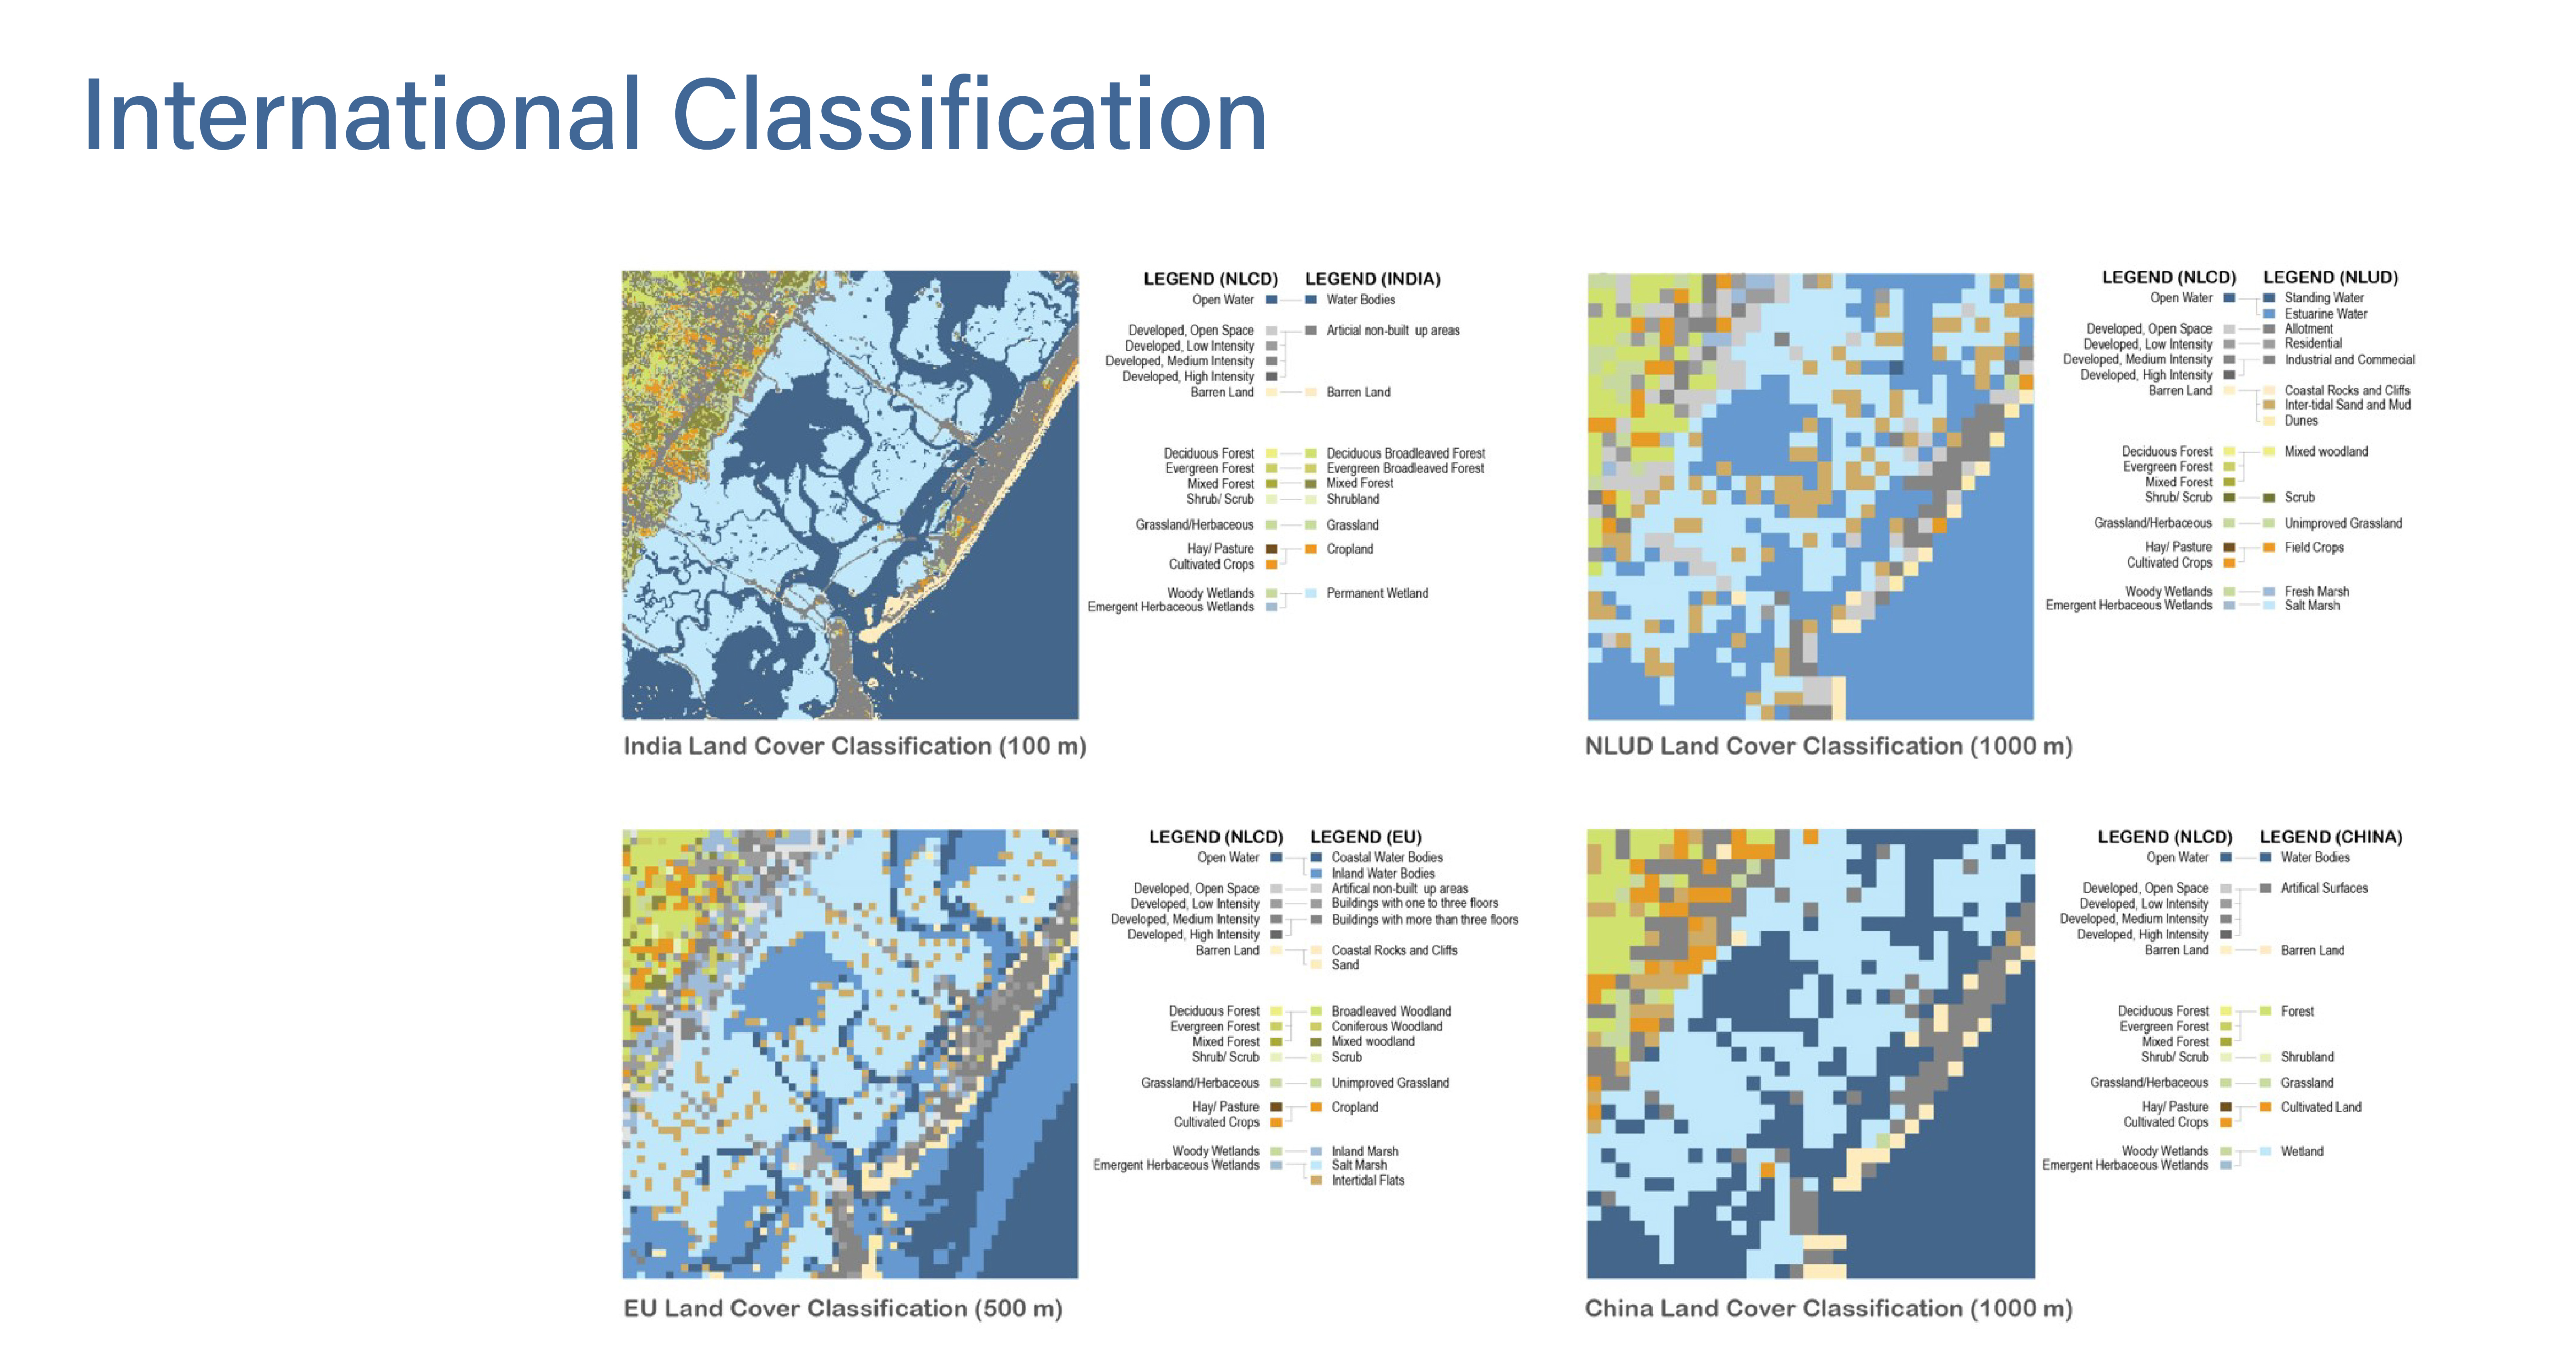 International Classification
LEGEND (NLCD) LEGEND (INDIA)
Open Water Water Bodies
Developed, Open Space Articial non-built up areas
Developed, Low Intensity
Developed, Medium Intensity
Developed, High Intensity
Barren Land Barren Land
Deciduous Forest Deciduous Broadleaved Forest
Evergreen Forest Evergreen Broadleaved Forest
Mixed Forest Mixed Forest
Shrub/ Scrub Shrubland
Grassland/Herbaceous Grassland
Hay/ Pasture Cropland
Cultivated Crops
Woody Wetlands Permanent Wetland
Emergent Herbaceous Wetlands
India Land Cover Classification (100 m)
LEGEND (NLCD) LEGEND (NLUD)
Open Water Standing Water
Estuarine Water
Developed, Open Space Allotment
Developed, Low Intensity Residential
Developed, Medium Intensity Industrial and Commecial
Developed, High Intensity
Barren Land Coastal Rocks and Cliffs
Inter-tidal Sand and Mud
Dunes
Deciduous Forest Mixed woodland
Evergreen Forest
Mixed Forest
Shrub/ Scrub Scrub
Grassland/Herbaceous Unimproved Grassland
Hay/ Pasture Field Crops
Cultivated Crops
Woody Wetlands Fresh Marsh
Emergent Herbaceous Wetlands Salt Marsh
NLUD Land Cover Classification (1000 m)
LEGEND (NLCD) LEGEND (EU)
Open Water Coastal Water Bodies
Inland Water Bodies
Developed, Open Space Artifical non-built up areas
Developed, Low Intensity Buildings with one to three floors
Developed, Medium Intensity Buildings with more than three floors
Developed, High Intensity
Barren Land Coastal Rocks and Cliffs
Sand
Deciduous Forest Broadleaved Woodland
Evergreen Forest Coniferous Woodland
Mixed Forest Mixed woodland
Shrub/ Scrub Scrub
Grassland/Herbaceous Unimproved Grassland
Hay/ Pasture Cropland
Cultivated Crops
Woody Wetlands Inland Marsh
Emergent Herbaceous Wetlands Salt Marsh
Intertidal Flats
EU Land Cover Classification (500 m)
LEGEND (NLCD) LEGEND (CHINA)
Open Water Water Bodies
Developed, Open Space Artifical Surfaces
Developed, Low Intensity
Developed, Medium Intensity
Developed, High Intensity
Barren Land Barren Land
Deciduous Forest Forest
Evergreen Forest
Mixed Forest
Shrub/ Scrub Shrubland
Grassland/Herbaceous Grassland
Hay/ Pasture Cultivated Land
Cultivated Crops
Woody Wetlands Wetland
Emergent Herbaceous Wetlands
China Land Cover Classification (1000 m)